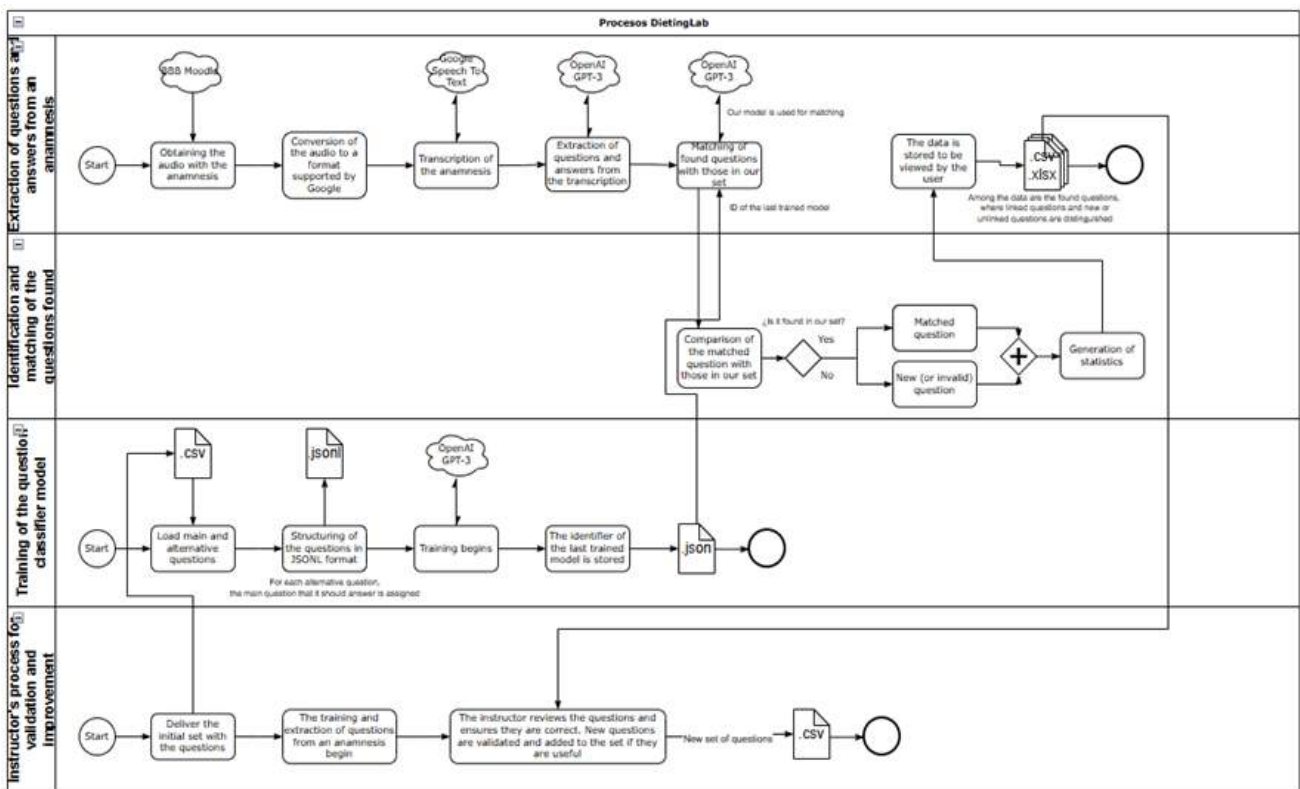 Procesos DietingLab
Extraction of questions and
answers from an
anamnesis
BBB Moodle
Google
Speech To
Text
OpenAI
GPT-3
OpenAI
GPT-3
Our model is used for matching
Start
Obtaining the
audio with the
anamnesis
Conversion of
the audio to a
format
supported by
Google
Transcription of
the anamnesis
Extraction of
questions and
answers from the
transcription
Matching of
found questions
with those in our
set
The data is
stored to be
viewed by the
user
.csv
.xlsx
Among the data are the found questions,
where linked questions and new or
unlinked questions are distinguished
ID of the last trained model
Identification and
matching of the
questions found
Comparison of
the matched
question with
those in our set
¿Is it found in our set?
Yes
No
Matched
question
New (or invalid)
question
Generation of
statistics
Training of the question
classifier model
.csv
.jsonl
OpenAI
GPT-3
Start
Load main and
alternative
questions
Structuring of
the questions in
JSONL format
Training begins
The identifier of
the last trained
model is stored
.json
For each alternative question,
the main question that it should answer is assigned
Instructor's process for
validation and
improvement
Start
Deliver the
initial set with
the questions
The training and
extraction of questions
from an anamnesis
begin
The instructor reviews the questions and
ensures they are correct. New questions
are validated and added to the set if they
are useful
New set of questions
.csv